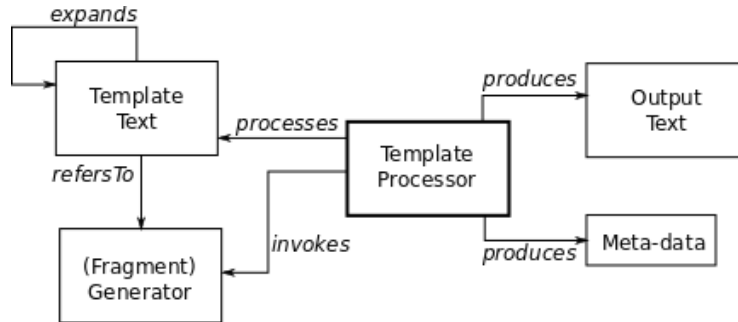 expands
Template
Text
processes
refersTo
Template
Processor
produces
Output
Text
(Fragment)
Generator
invokes
produces
Meta-data